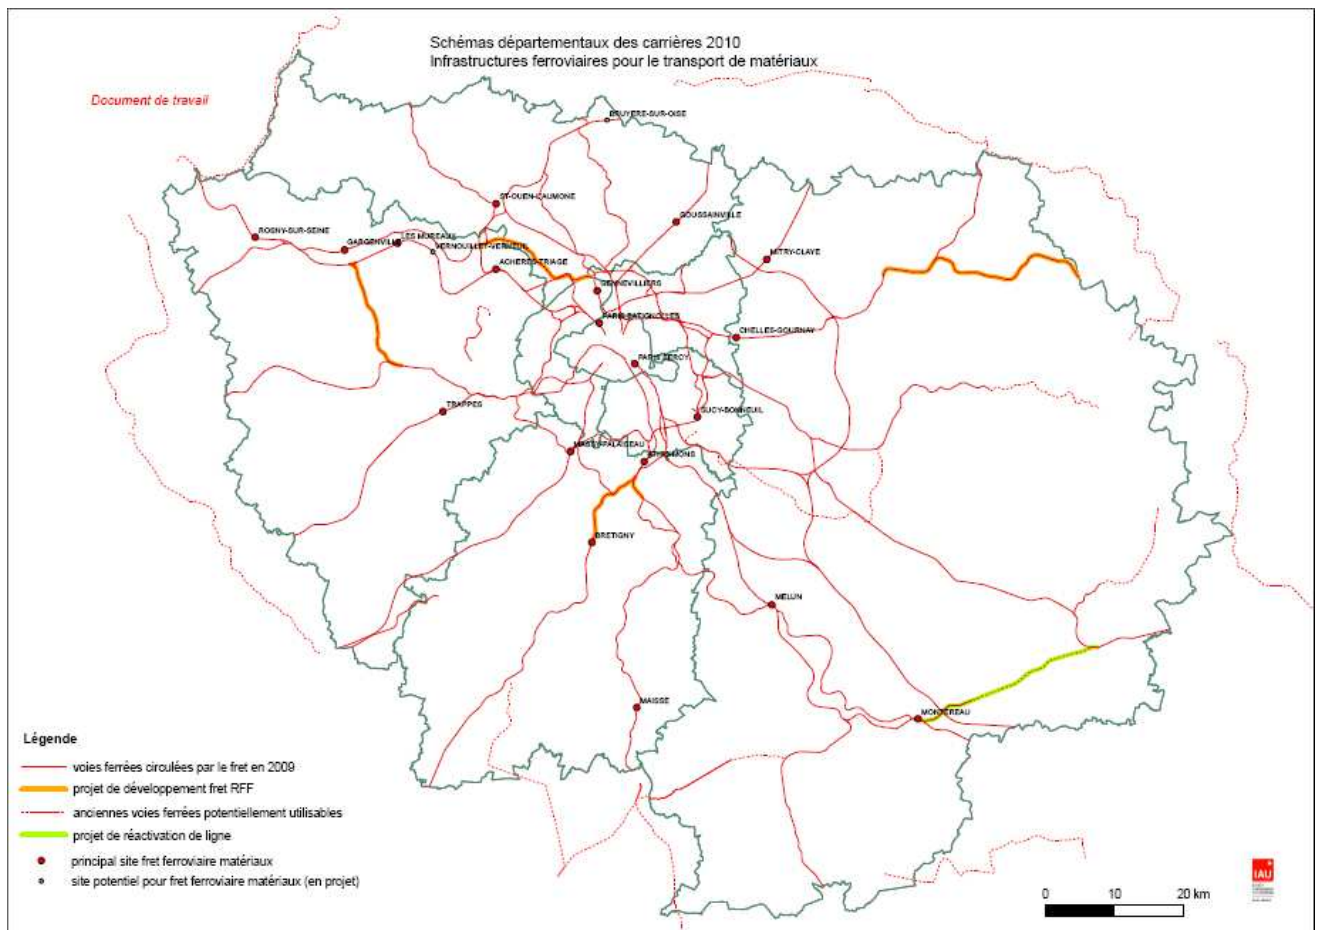 Schémas départementaux des carrières 2010
Infrastructures ferroviaires pour le transport de matériaux
Document de travail
BRUYERE-SUR-OISE
ST-OUEN-L'AUMONE
GOUSSAINVILLE
ROSNY-SUR-SEINE
GARGENVILLE
LES MUREAUX
VERNOUILLET-VERNEUIL
ACHERES-TRIAGE
MITRY-CLAYE
GENNEVILLIERS
PARIS-BATIGNOLLES
CHELLES-GOURNAY
PARIS-BERCY
TRAPPES
SUCY-BONNEUIL
MASSY-PALAISEAU
BRETIGNY
MELUN
MAISSE
MONTEREAU
Légende
voies ferrées circulées par le fret en 2009
projet de développement fret RFF
anciennes voies ferrées potentiellement utilisables
projet de réactivation de ligne
principal site fret ferroviaire matériaux
site potentiel pour fret ferroviaire matériaux (en projet)
0 10 20 km
IAU